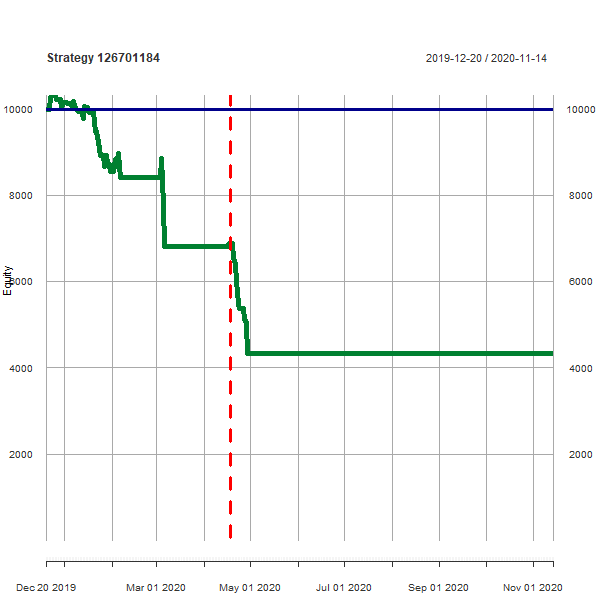 Strategy 126701184
2019-12-20 / 2020-11-14
10000
10000
8000
8000
6000
6000
4000
4000
2000
2000
Equity
Dec 20 2019
Mar 01 2020
May 01 2020
Jul 01 2020
Sep 01 2020
Nov 01 2020